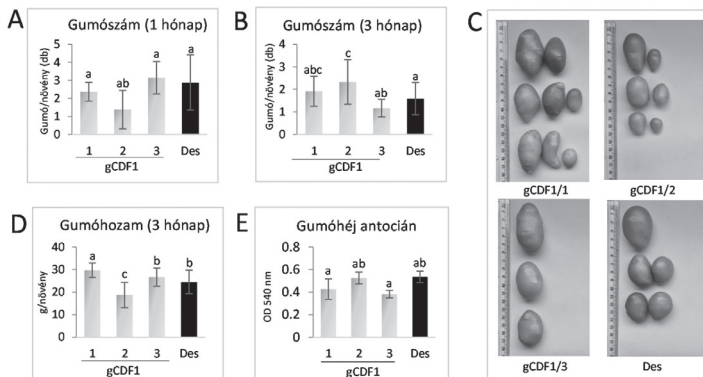 A
Gumószám (1 hónap)
Gumó/növény (db)
5
4
3
2
1
0
a
ab
a
a
1 2 3 Des
gCDF1
B
Gumószám (3 hónap)
Gumó/növény (db)
4
3
2
1
0
abc
c
ab
a
1 2 3 Des
gCDF1
C
gCDF1/1
gCDF1/2
gCDF1/3
Des
D
Gumóhozam (3 hónap)
g/növény
40
30
20
10
0
a
c
b
b
1 2 3 Des
gCDF1
E
Gumóhéj antocián
OD 540 nm
0.8
0.6
0.4
0.2
0
a
ab
a
ab
1 2 3 Des
gCDF1